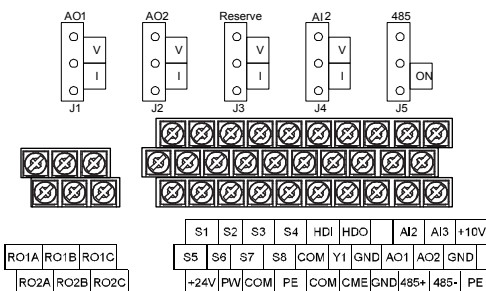 AO1 AO2 Reserve AI2 485
V V V V
I I I I ON
J1 J2 J3 J4 J5
S1 S2 S3 S4 HDI HDO AI2 AI3 +10V
RO1A RO1B RO1C S5 S6 S7 S8 COM Y1 GND AO1 AO2 GND
RO2A RO2B RO2C +24V PW COM PE COM CME GND 485+ 485- PE